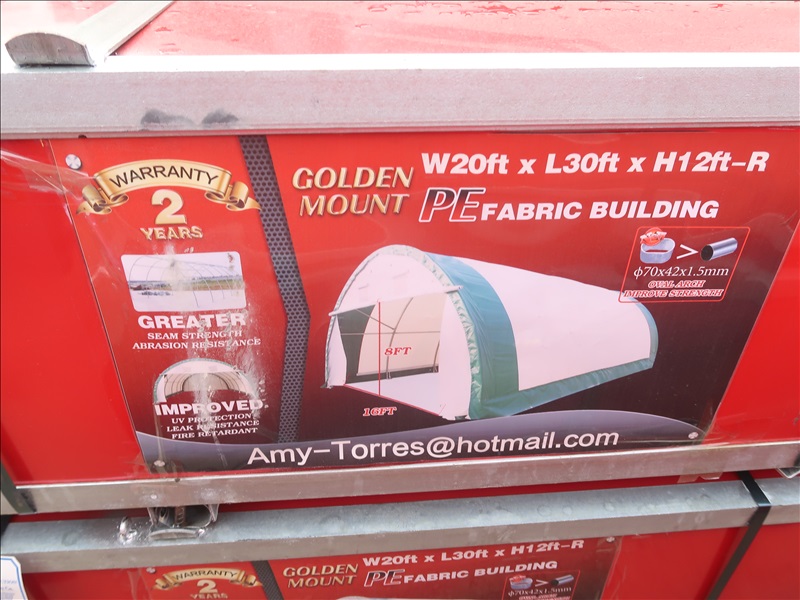 WARRANTY
2
YEARS
GOLDEN
MOUNT
W20ft x L30ft x H12ft-R
PE FABRIC BUILDING
>
ф70x42x1.5mm
OVAL ARCH
IMPROVE STRENGTH
GREATER
SEAM STRENGTH
ABRASION RESISTANCE
8FT
16FT
IMPROVED
UV PROTECTION
LEAK RESISTANCE
FIRE RETARDANT
Amy-Torres@hotmail.com
WARRANTY
2
YEARS
GOLDEN
MOUNT
W20ft x L30ft x H12ft-R
PE FABRIC BUILDING
>
ф70x42x1.5mm